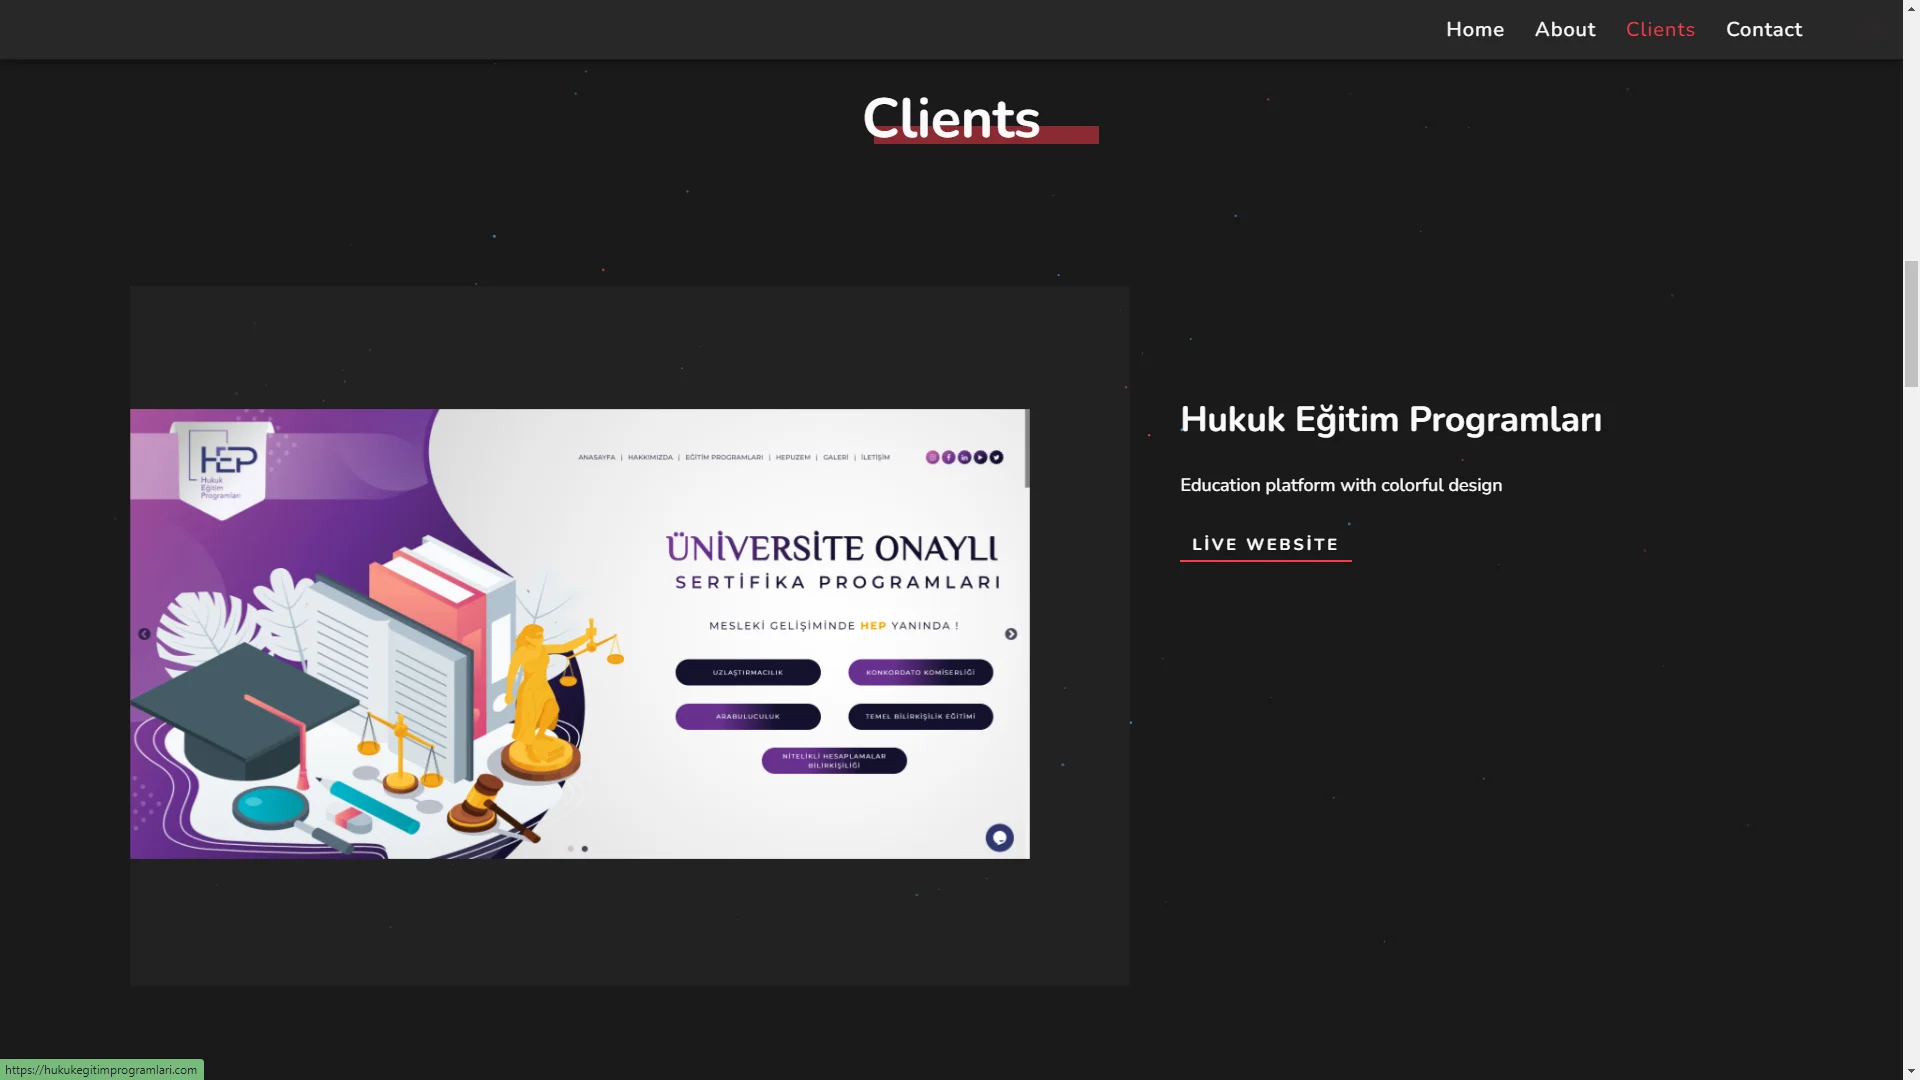 Home About Clients Contact
Clients
HEP
Hukuk
Eğitim
Programları
ANASAYFA | HAKKIMIZDA | EĞİTİM PROGRAMLARI | HEPUZEM | GALERİ | İLETİŞİM
ÜNİVERSİTE ONAYLI
SERTİFİKA PROGRAMLARI
MESLEKİ GELİŞİMİNDE HEP YANINDA !
UZLAŞTIRMACILIK
KONKORDATO KOMİSERLİĞİ
ARABULUCULUK
TEMEL BİLİRKİŞİLİK EĞİTİMİ
NİTELİKLİ HESAPLAMALAR
BİLİRKİŞİLİĞİ
Hukuk Eğitim Programları
Education platform with colorful design
LİVE WEBSİTE
https://hukukegitimprogramlari.com